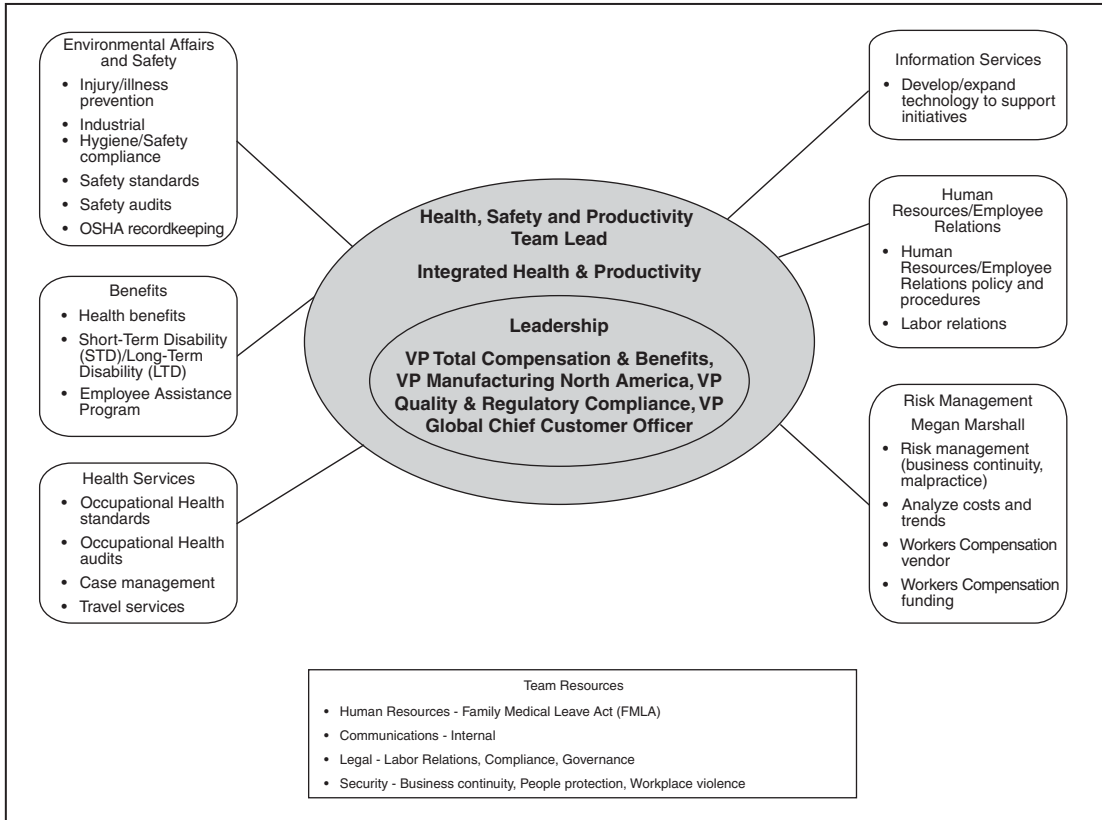 Environmental Affairs
and Safety
• Injury/illness
prevention
• Industrial
• Hygiene/Safety
compliance
• Safety standards
• Safety audits
• OSHA recordkeeping
Benefits
• Health benefits
• Short-Term Disability
(STD)/Long-Term
Disability (LTD)
• Employee Assistance
Program
Health Services
• Occupational Health
standards
• Occupational Health
audits
• Case management
• Travel services
Health, Safety and Productivity
Team Lead
Integrated Health & Productivity
Leadership
VP Total Compensation & Benefits,
VP Manufacturing North America, VP
Quality & Regulatory Compliance, VP
Global Chief Customer Officer
Information Services
• Develop/expand
technology to support
initiatives
Human
Resources/Employee
Relations
• Human
Resources/Employee
Relations policy and
procedures
• Labor relations
Risk Management
Megan Marshall
• Risk management
(business continuity,
malpractice)
• Analyze costs and
trends
• Workers Compensation
vendor
• Workers Compensation
funding
Team Resources
• Human Resources - Family Medical Leave Act (FMLA)
• Communications - Internal
• Legal - Labor Relations, Compliance, Governance
• Security - Business continuity, People protection, Workplace violence